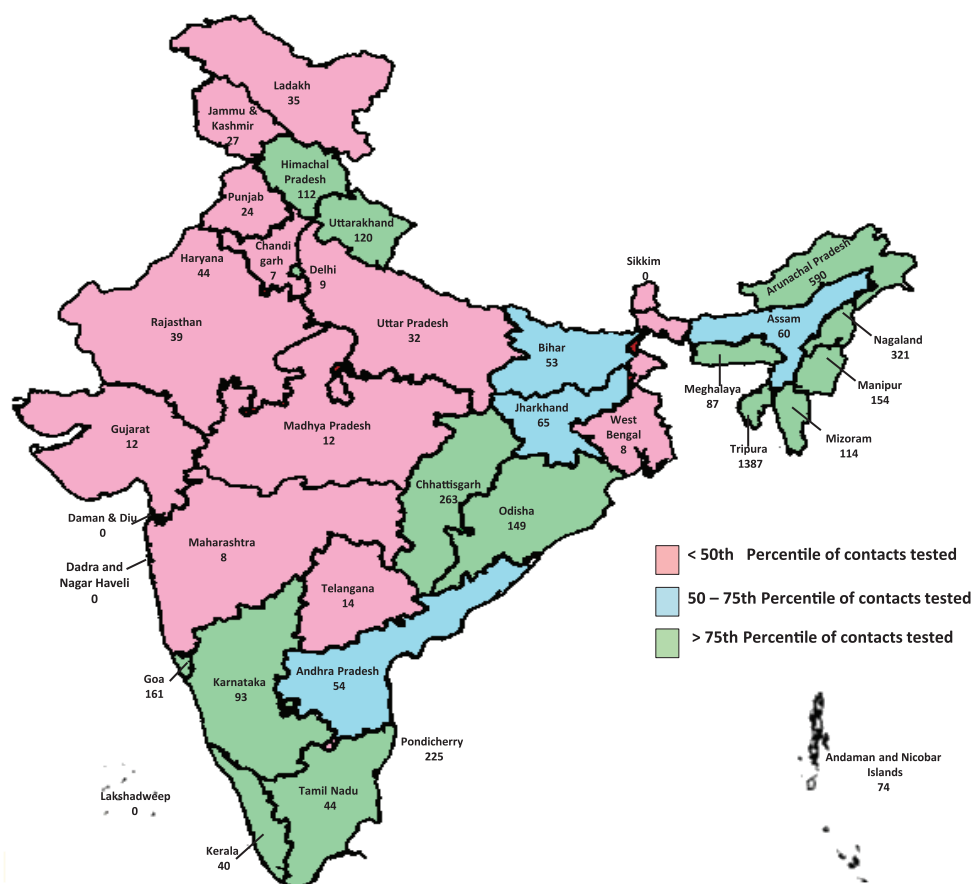 Ladakh
35
Jammu &
Kashmir
27
Himachal
Pradesh
112
Punjab
24
Uttarakhand
120
Haryana
44
Chandi
garh
7
Delhi
9
Sikkim
0
Arunachal Pradesh
590
Rajasthan
39
Uttar Pradesh
32
Bihar
53
Assam
60
Nagaland
321
Meghalaya
87
Manipur
154
Jharkhand
65
Gujarat
12
Madhya Pradesh
12
West
Bengal
8
Tripura
1387
Mizoram
114
Chhattisgarh
263
Odisha
149
Daman & Diu
0
Maharashtra
8
Dadra and
Nagar Haveli
0
Telangana
14
< 50th Percentile of contacts tested
50 – 75th Percentile of contacts tested
> 75th Percentile of contacts tested
Goa
161
Karnataka
93
Andhra Pradesh
54
Pondicherry
225
Andaman and Nicobar
Islands
74
Lakshadweep
0
Tamil Nadu
44
Kerala
40